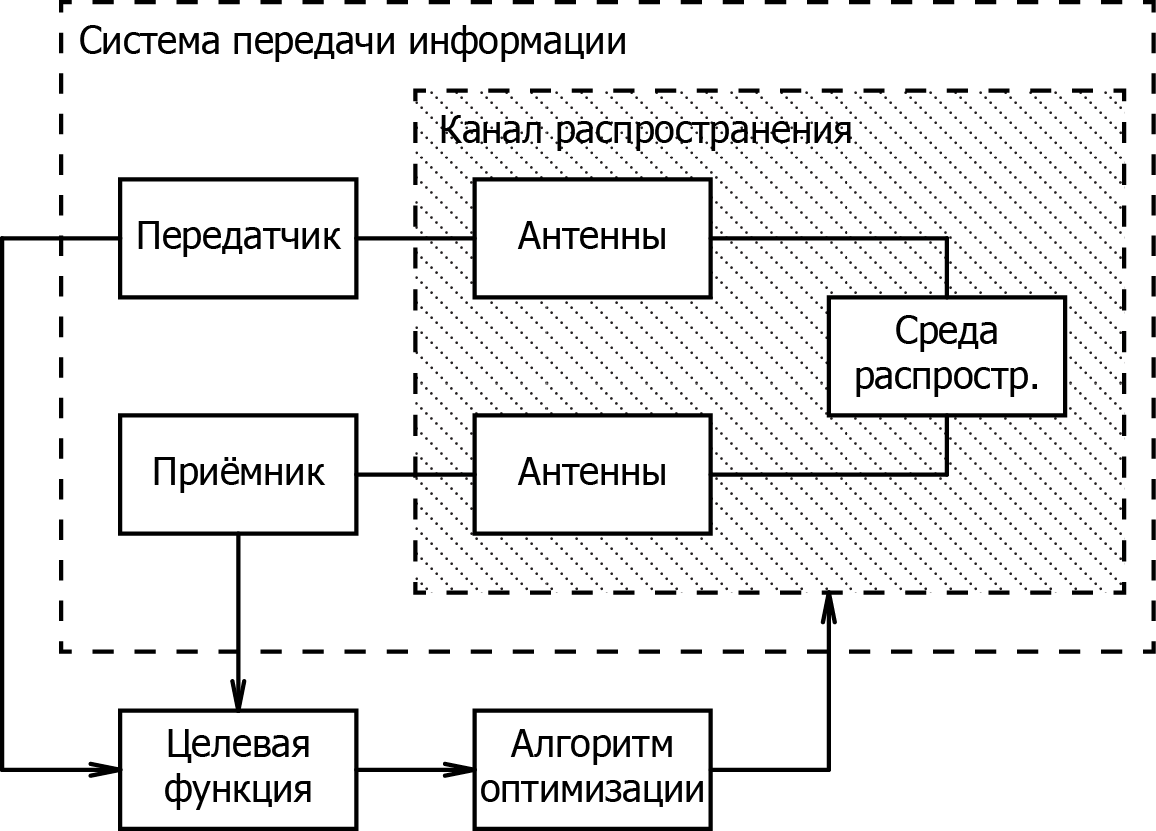 Система передачи информации
Канал распространения
Передатчик
Антенны
Среда
распростр.
Приёмник
Антенны
Целевая
функция
Алгоритм
оптимизации